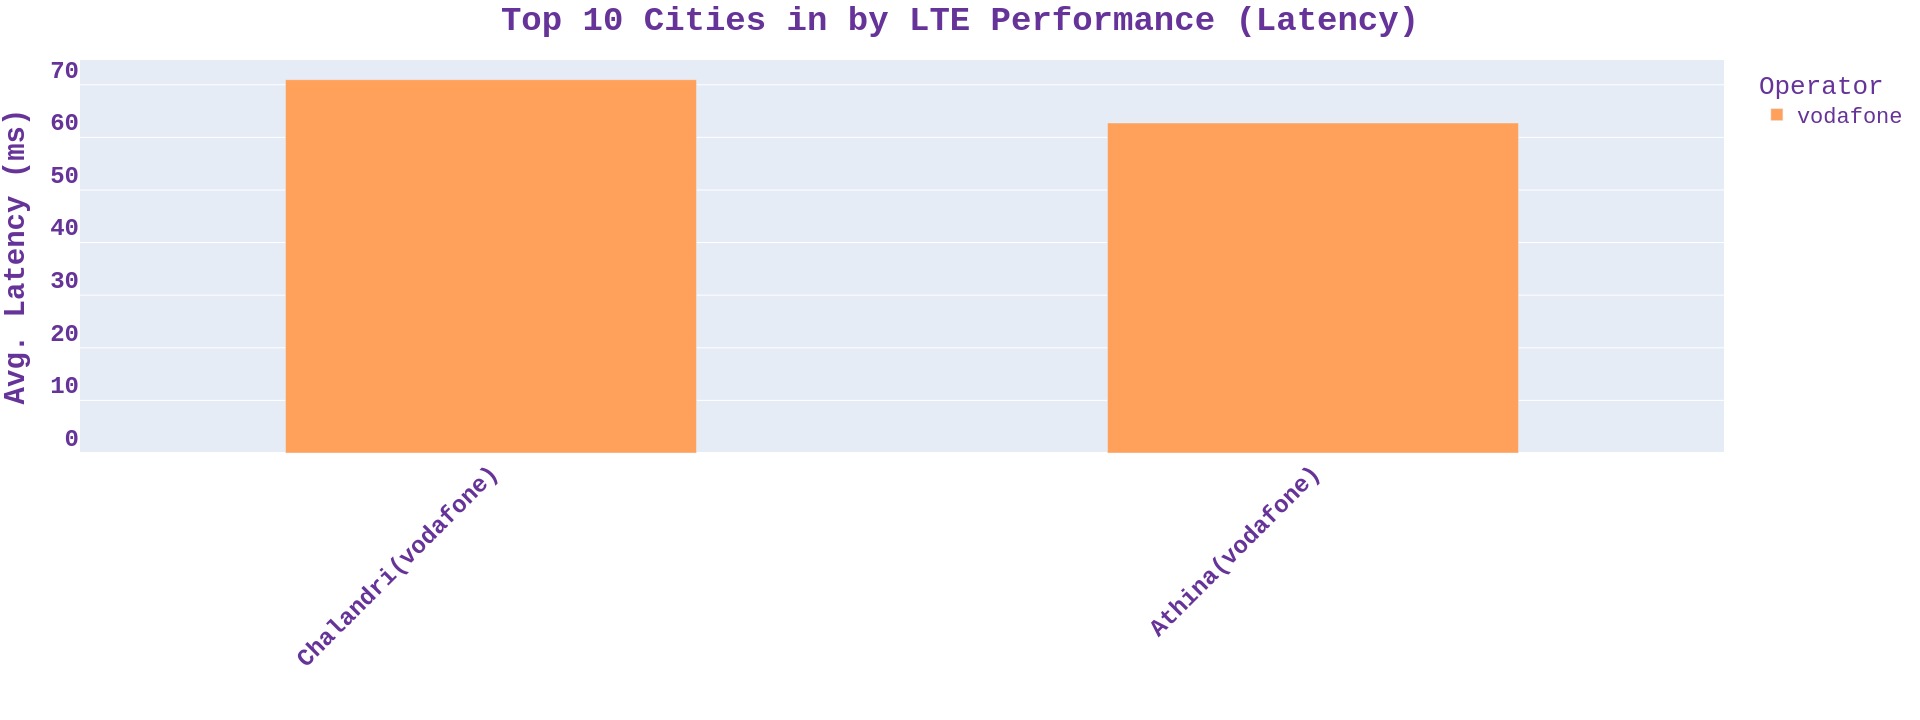 Top 10 Cities in by LTE Performance (Latency)
Avg. Latency (ms)
70
60
50
40
30
20
10
0
Chalandri(vodafone)
Athina(vodafone)
Operator
vodafone